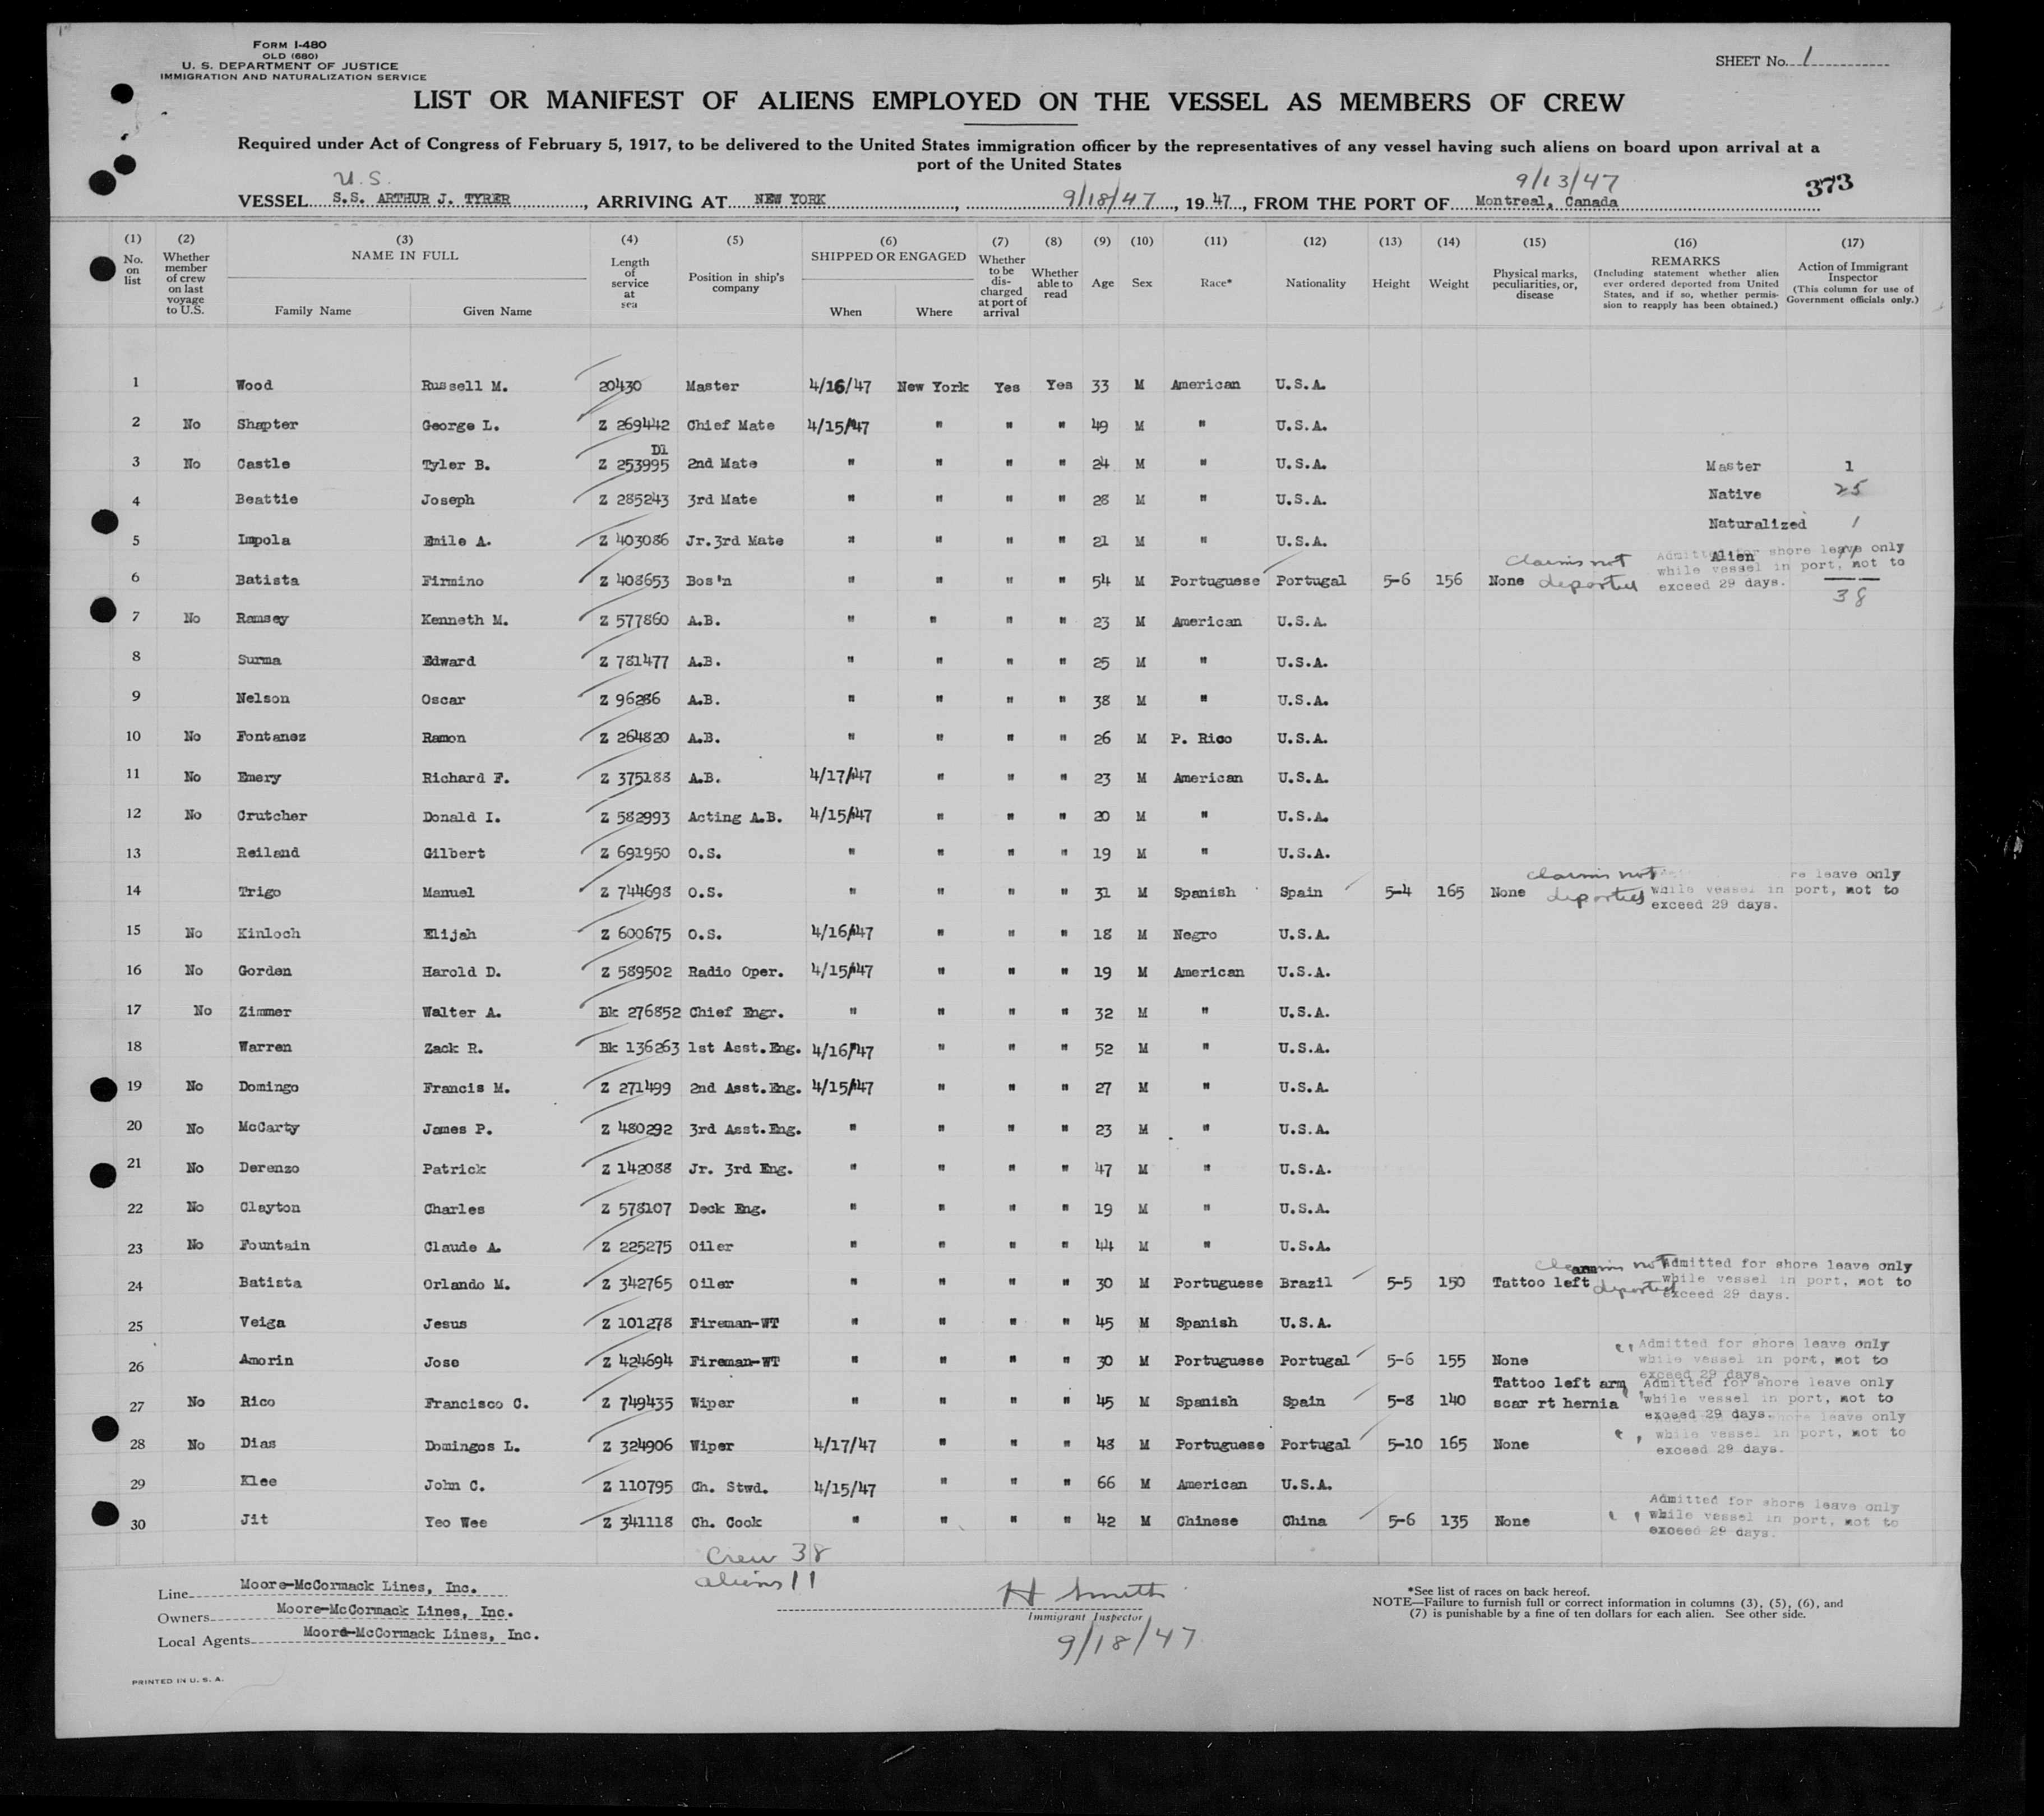 FORM I-480
OLD (680)
U. S. DEPARTMENT OF JUSTICE
IMMIGRATION AND NATURALIZATION SERVICE
SHEET No. 1
LIST OR MANIFEST OF ALIENS EMPLOYED ON THE VESSEL AS MEMBERS OF CREW
Required under Act of Congress of February 5, 1917, to be delivered to the United States immigration officer by the representatives of any vessel having such aliens on board upon arrival at a
port of the United States
U.S. 9/13/47 373
VESSEL S.S. ARTHUR J. TYRER, ARRIVING AT NEW YORK, 9/18/47, 19 47, FROM THE PORT OF Montreal, Canada
(1) No. on list
(2) Whether member of crew on last voyage to U.S.
(3) NAME IN FULL
Family Name Given Name
(4) Length of service at sea
(5) Position in ship's company
(6) SHIPPED OR ENGAGED
When Where
(7) Whether to be discharged at port of arrival
(8) Whether able to read
(9) Age
(10) Sex
(11) Race*
(12) Nationality
(13) Height
(14) Weight
(15) Physical marks, peculiarities, or, disease
(16) REMARKS
(Including statement whether alien ever ordered deported from United States, and if so, whether permission to reapply has been obtained.)
(17) Action of Immigrant Inspector
(This column for use of Government officials only.)
1 Wood Russell M. 20430 Master 4/16/47 New York Yes Yes 33 M American U.S.A.
2 No Shapter George L. Z 269442 Chief Mate 4/15/47 " " " 49 M " U.S.A.
D1
3 No Castle Tyler B. Z 253995 2nd Mate " " " " 24 M " U.S.A. Master 1
4 Beattie Joseph Z 285243 3rd Mate " " " " 28 M " U.S.A. Native 25
Naturalized 1
5 Impola Emile A. Z 403086 Jr.3rd Mate " " " " 21 M " U.S.A.
Alien 11
6 Batista Firmino Z 408653 Bos'n " " " " 54 M Portuguese Portugal 5-6 156 None Claims not deported Admitted for shore leave only while vessel in port, not to exceed 29 days.
38
7 No Ramsey Kenneth M. Z 577860 A.B. " " " " 23 M American U.S.A.
8 Surma Edward Z 781477 A.B. " " " " 25 M " U.S.A.
9 Nelson Oscar Z 96286 A.B. " " " " 38 M " U.S.A.
10 No Fontanez Ramon Z 264820 A.B. " " " " 26 M P. Rico U.S.A.
11 No Emery Richard F. Z 375188 A.B. 4/17/47 " " " 23 M American U.S.A.
12 No Crutcher Donald I. Z 582993 Acting A.B. 4/15/47 " " " 20 M " U.S.A.
13 Reiland Gilbert Z 691950 O.S. " " " " 19 M " U.S.A.
14 Trigo Manuel Z 744698 O.S. " " " " 31 M Spanish Spain 5-4 165 None claims not deported re leave only while vessel in port, not to exceed 29 days.
15 No Kinloch Elijah Z 600675 O.S. 4/16/47 " " " 18 M Negro U.S.A.
16 No Gorden Harold D. Z 589502 Radio Oper. 4/15/47 " " " 19 M American U.S.A.
17 No Zimmer Walter A. Bk 276852 Chief Engr. " " " " 32 M " U.S.A.
18 Warren Zack R. Bk 136263 1st Asst.Eng. 4/16/47 " " " 52 M " U.S.A.
19 No Domingo Francis M. Z 271499 2nd Asst.Eng. 4/15/47 " " " 27 M " U.S.A.
20 No McCarty James P. Z 480292 3rd Asst.Eng. " " " " 23 M " U.S.A.
21 No Derenzo Patrick Z 142088 Jr. 3rd Eng. " " " " 47 M " U.S.A.
22 No Clayton Charles Z 578107 Deck Eng. " " " " 19 M " U.S.A.
23 No Fountain Claude A. Z 225275 Oiler " " " " 44 M " U.S.A.
24 Batista Orlando M. Z 342765 Oiler " " " " 30 M Portuguese Brazil 5-5 150 Tattoo left arm claims not deported Admitted for shore leave only while vessel in port, not to exceed 29 days.
25 Veiga Jesus Z 101278 Fireman-WT " " " " 45 M Spanish U.S.A.
26 Amorin Jose Z 424694 Fireman-WT " " " " 30 M Portuguese Portugal 5-6 155 None " Admitted for shore leave only while vessel in port, not to exceed 29 days.
27 No Rico Francisco C. Z 749435 Wiper " " " " 45 M Spanish Spain 5-8 140 Tattoo left arm scar rt hernia " Admitted for shore leave only while vessel in port, not to exceed 29 days.
28 No Dias Domingos L. Z 324906 Wiper 4/17/47 " " " 48 M Portuguese Portugal 5-10 165 None " shore leave only while vessel in port, not to exceed 29 days.
29 Klee John C. Z 110795 Ch. Stwd. 4/15/47 " " " 66 M American U.S.A.
30 Jit Yeo Wee Z 341118 Ch. Cook " " " " 42 M Chinese China 5-6 135 None " Admitted for shore leave only while vessel in port, not to exceed 29 days.
Crew 38
aliens 11
Line Moore-McCormack Lines, Inc.
Owners Moore-McCormack Lines, Inc.
Local Agents Moore-McCormack Lines, Inc.
H Smith
Immigrant Inspector
9/18/47
*See list of races on back hereof.
NOTE—Failure to furnish full or correct information in columns (3), (5), (6), and
(7) is punishable by a fine of ten dollars for each alien. See other side.
PRINTED IN U. S. A.